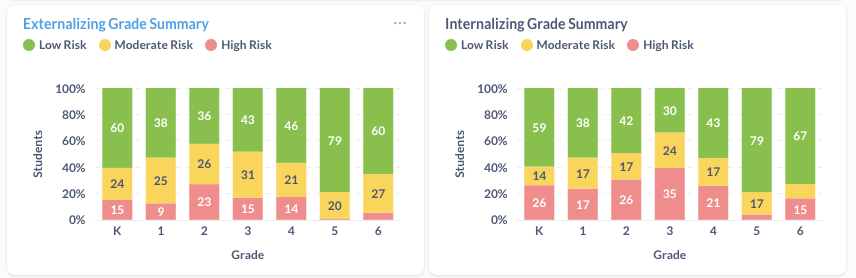 Externalizing Grade Summary
...
Low Risk Moderate Risk High Risk
100%
80%
60%
40%
20%
0%
Students
60 38 36 43 46 79 60
24 25 26 31 21 20 27
15 9 23 15 14
K 1 2 3 4 5 6
Grade
Internalizing Grade Summary
Low Risk Moderate Risk High Risk
100%
80%
60%
40%
20%
0%
Students
59 38 42 30 43 79 67
14 17 17 24 17 17
26 17 26 35 21 15
K 1 2 3 4 5 6
Grade